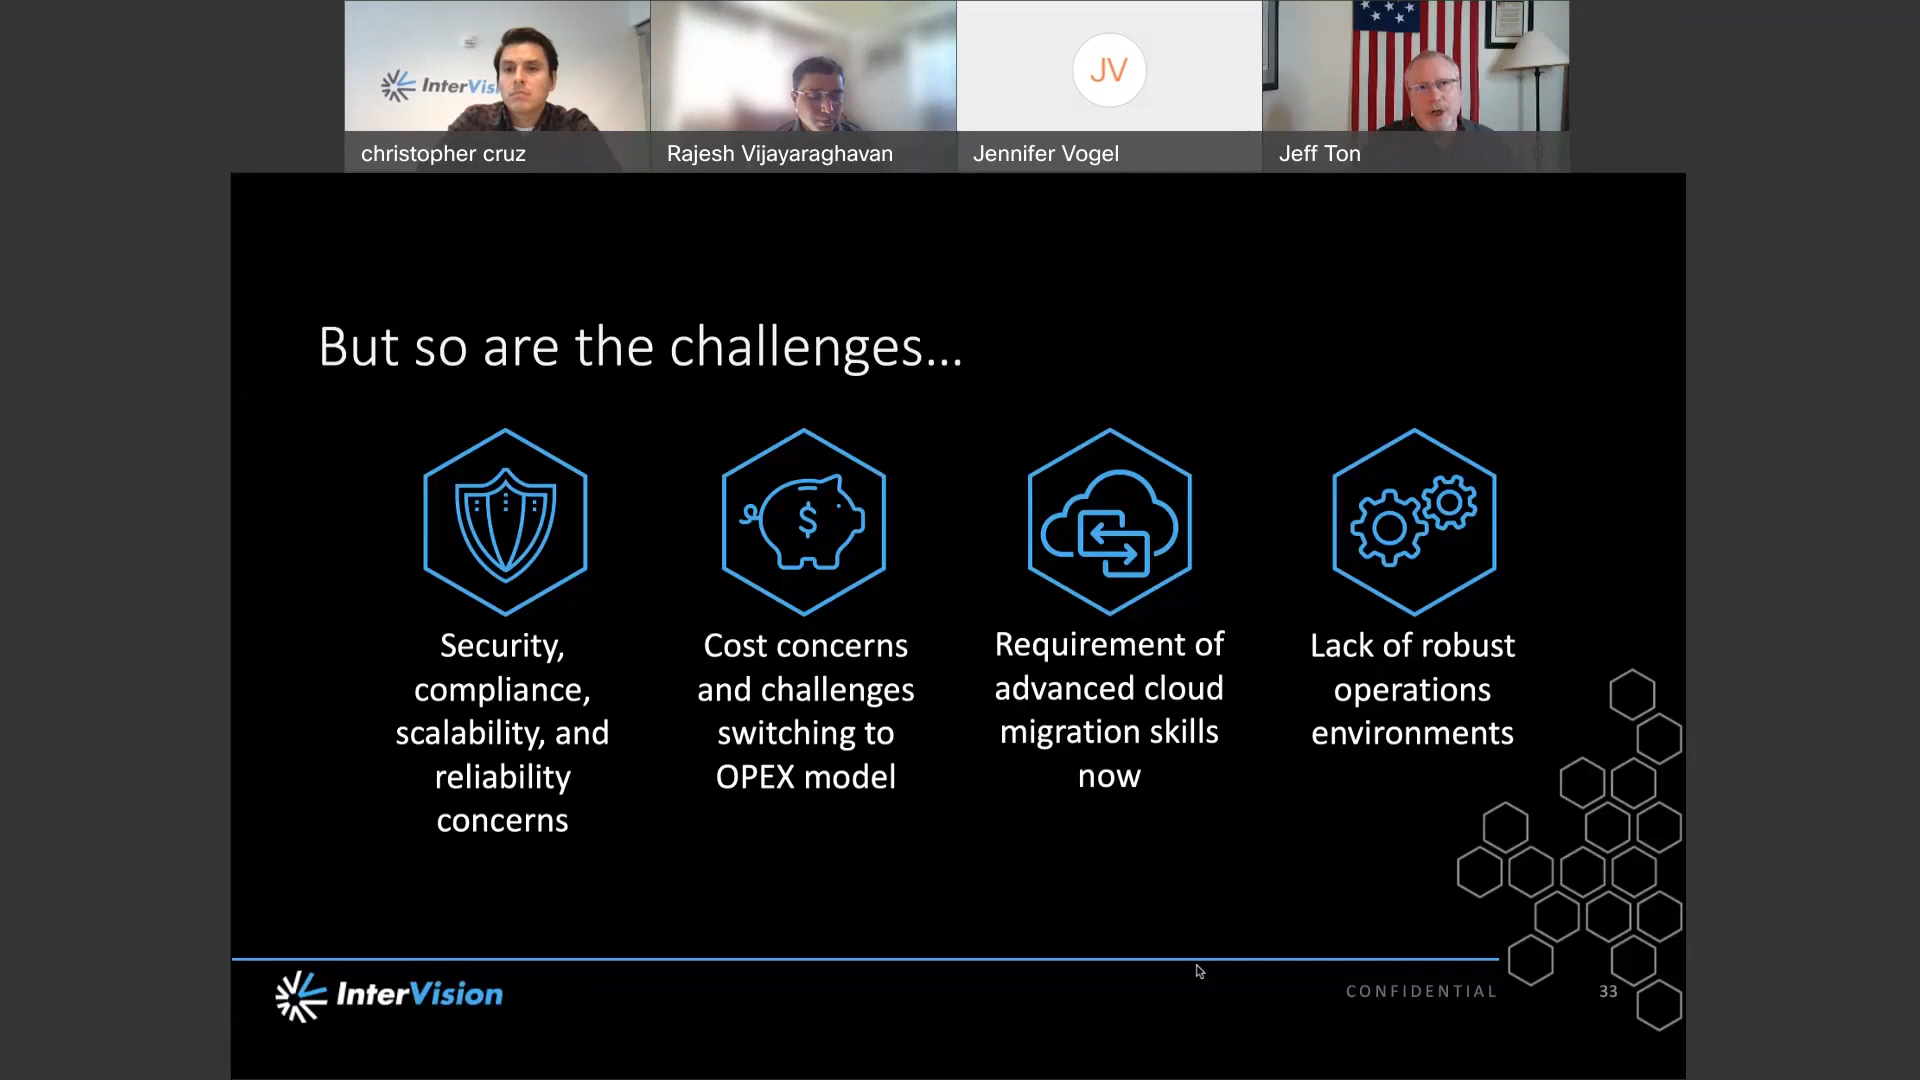 InterVis
JV
christopher cruz
Rajesh Vijayaraghavan
Jennifer Vogel
Jeff Ton
But so are the challenges...
$
Security,
compliance,
scalability, and
reliability
concerns
Cost concerns
and challenges
switching to
OPEX model
Requirement of
advanced cloud
migration skills
now
Lack of robust
operations
environments
InterVision
CONFIDENTIAL
33